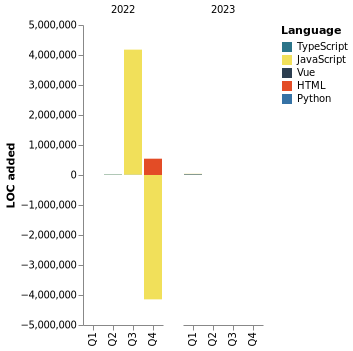 2022
2023
Language
TypeScript
JavaScript
Vue
HTML
Python
LOC added
5,000,000
4,000,000
3,000,000
2,000,000
1,000,000
0
−1,000,000
−2,000,000
−3,000,000
−4,000,000
−5,000,000
Q1
Q2
Q3
Q4
Q1
Q2
Q3
Q4